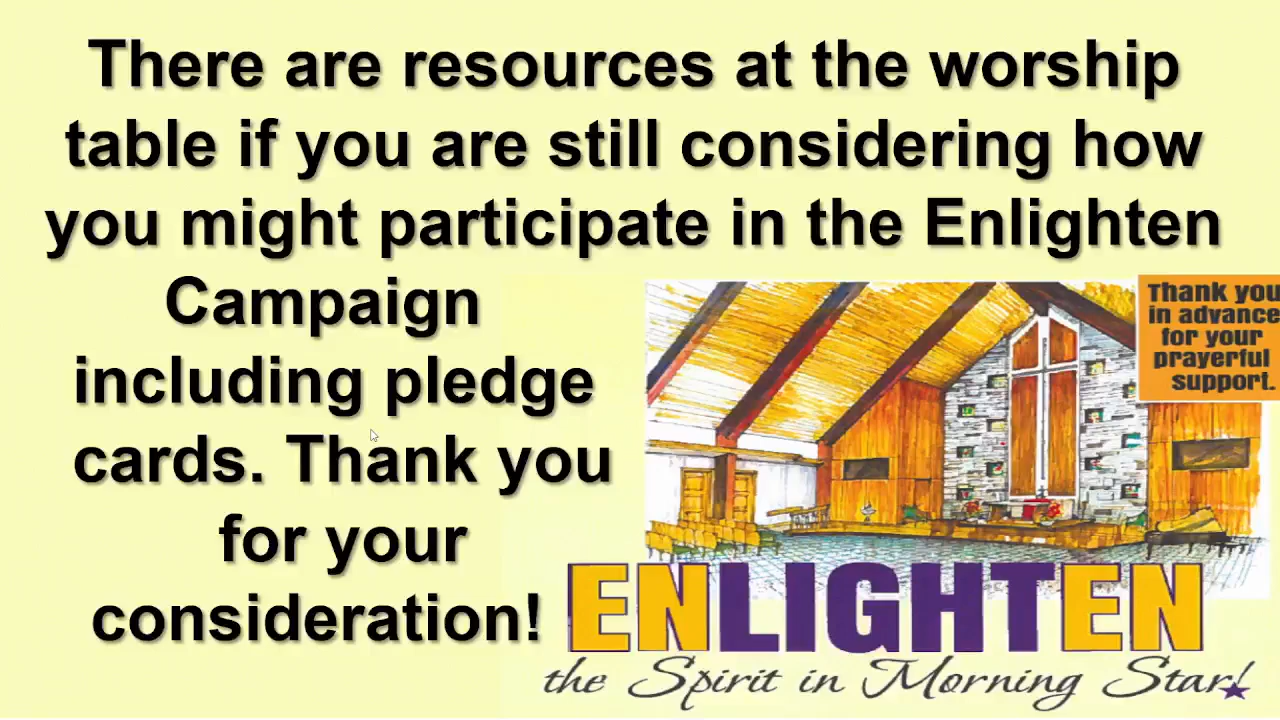 There are resources at the worship
table if you are still considering how
you might participate in the Enlighten
Campaign
including pledge
cards. Thank you
for your
consideration!
Thank you
in advance
for your
prayerful
support.
ENLIGHTEN
the Spirit in Morning Star!